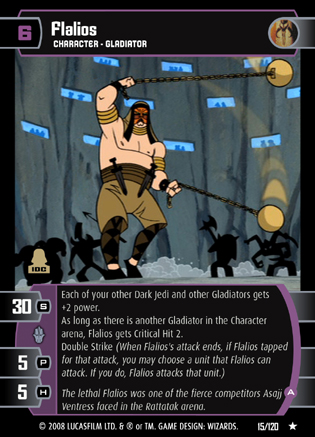 6
Flalios
CHARACTER - GLADIATOR
IDC
Each of your other Dark Jedi and other Gladiators gets
+2 power.
30 S
As long as there is another Gladiator in the Character
arena, Flalios gets Critical Hit 2.
Double Strike (When Flalios's attack ends, if Flalios tapped
for that attack, you may choose a unit that Flalios can
attack. If you do, Flalios attacks that unit.)
5 P
5 H
The lethal Flalios was one of the fierce competitors Asajj
Ventress faced in the Rattatak arena.
A
© 2008 LUCASFILM LTD. & ® or TM. GAME DESIGN: WIZARDS.
15/120